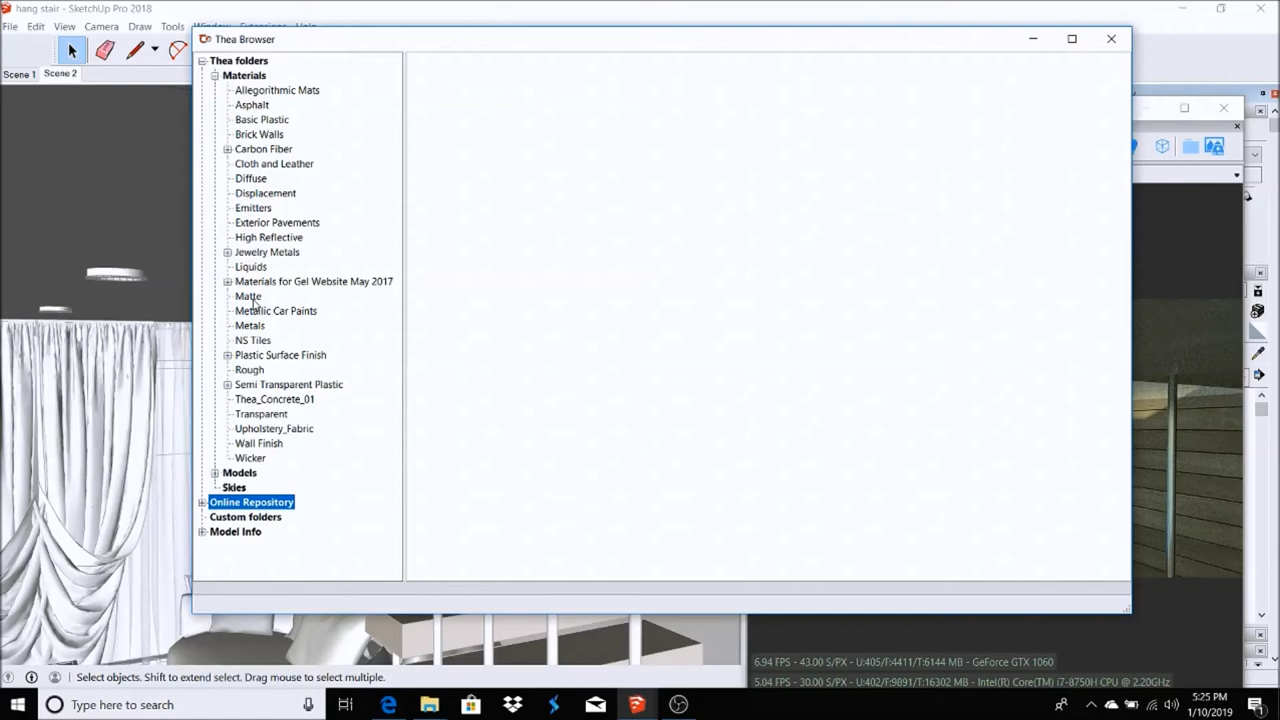 hang stair - SketchUp Pro 2018
File Edit View Camera Draw Tools
Scene 1 Scene 2
Thea Browser
Thea folders
Materials
Allegorithmic Mats
Asphalt
Basic Plastic
Brick Walls
Carbon Fiber
Cloth and Leather
Diffuse
Displacement
Emitters
Exterior Pavements
High Reflective
Jewelry Metals
Liquids
Materials for Gel Website May 2017
Matte
Metallic Car Paints
Metals
NS Tiles
Plastic Surface Finish
Rough
Semi Transparent Plastic
Thea_Concrete_01
Transparent
Upholstery_Fabric
Wall Finish
Wicker
Models
Skies
Online Repository
Custom folders
Model Info
6.94 FPS - 43.00 S/PX - U:405/F:4411/T:6144 MB - GeForce GTX 1060
5.04 FPS - 30.00 S/PX - U:402/F:9891/T:16302 MB - Intel(R) Core(TM) i7-8750H CPU @ 2.20GHz
Select objects. Shift to extend select. Drag mouse to select multiple.
Type here to search
5:25 PM
1/10/2019